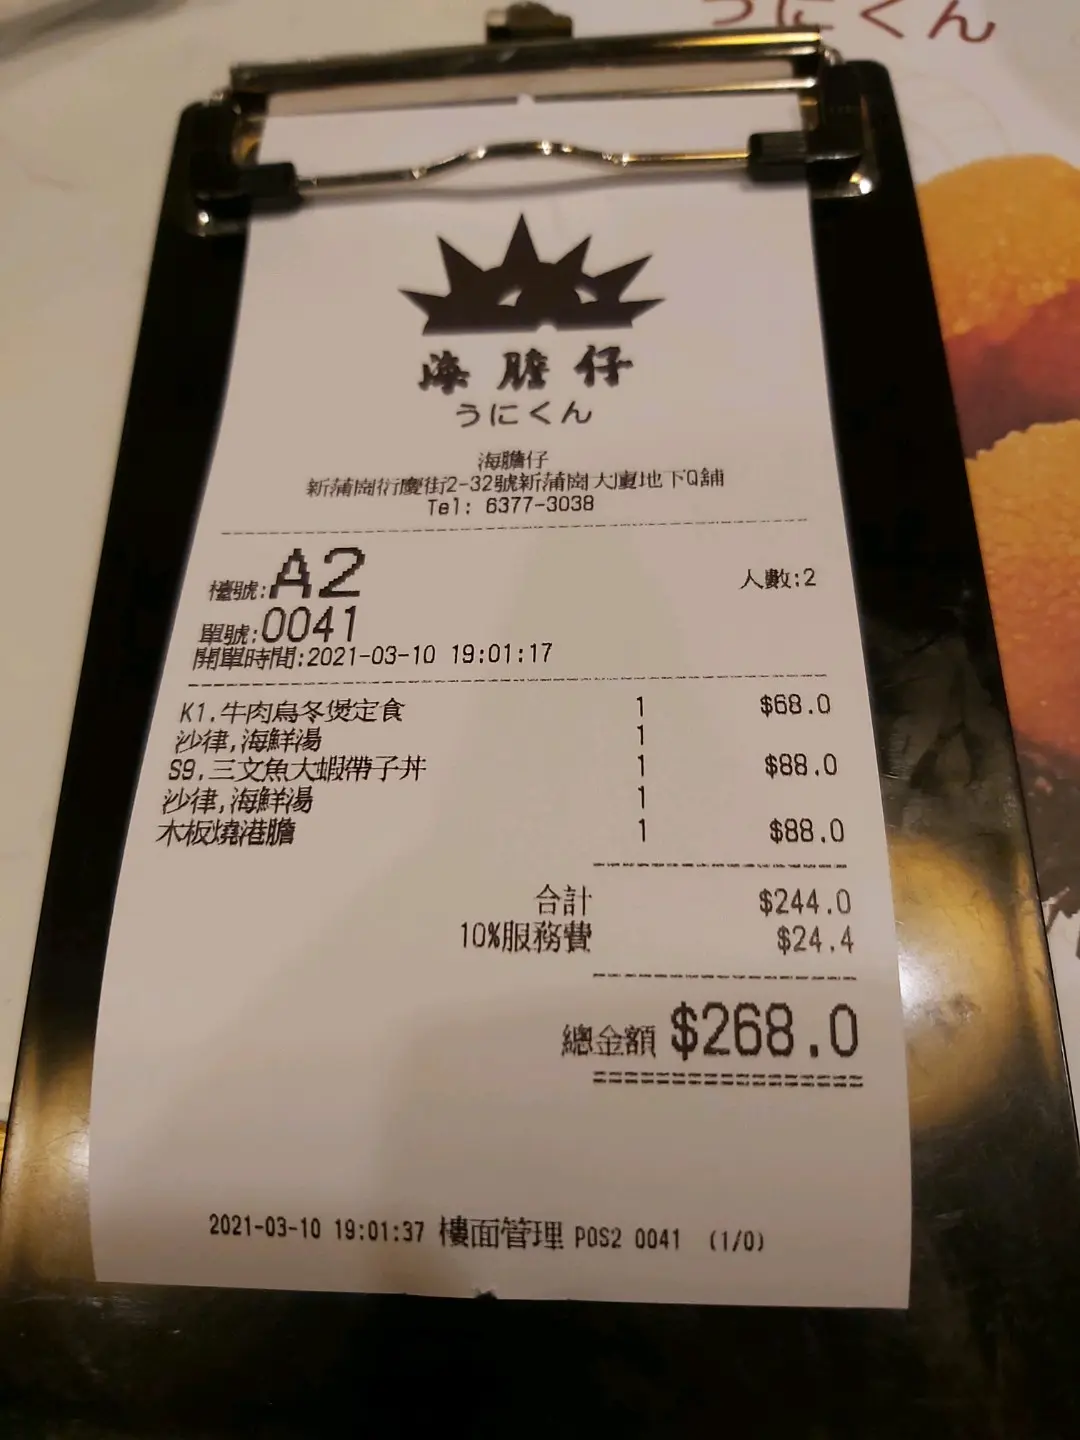 うにくん
海膽仔
うにくん
海膽仔
新蒲崗衍慶街2-32號新蒲崗大廈地下Q舖
Tel: 6377-3038
檯號:A2 人數:2
單號:0041
開單時間:2021-03-10 19:01:17
K1.牛肉烏冬煲定食 1 $68.0
沙律,海鮮湯 1
S9.三文魚大蝦帶子丼 1 $88.0
沙律,海鮮湯 1
木板燒港膽 1 $88.0
合計 $244.0
10%服務費 $24.4
總金額 $268.0
2021-03-10 19:01:37 樓面管理 POS2 0041 (1/0)